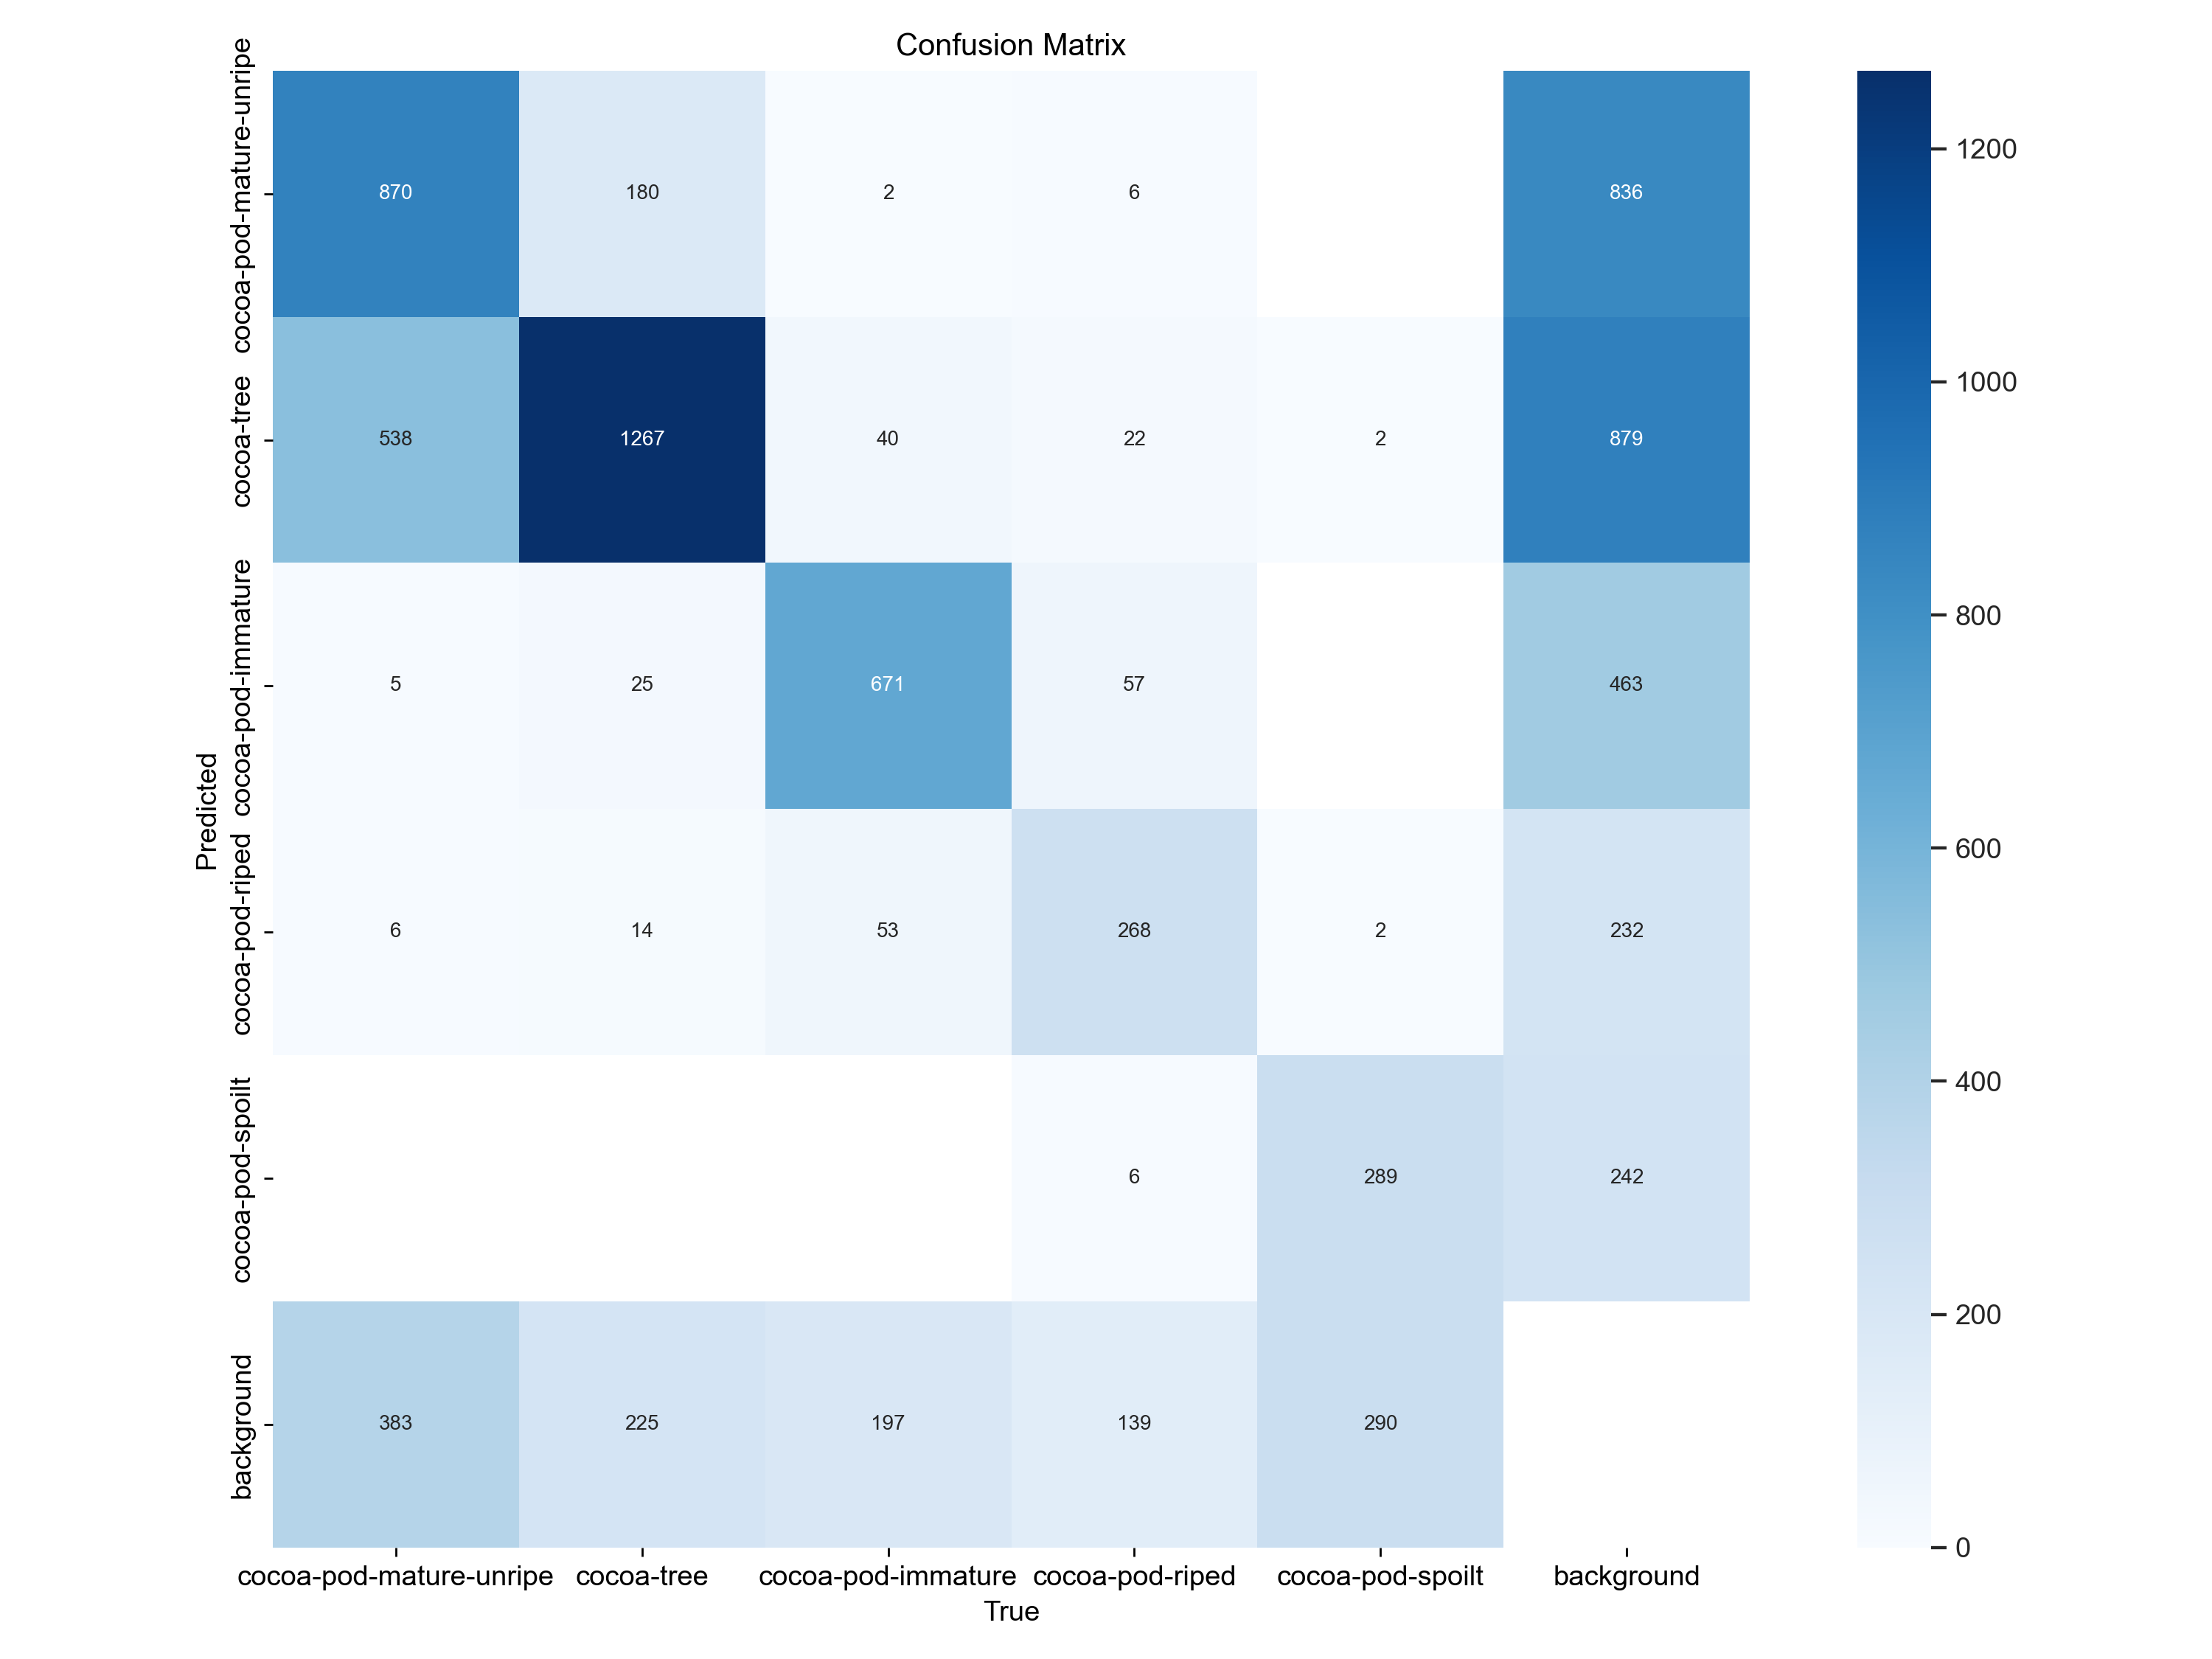 Confusion Matrix
cocoa-pod-mature-unripe
870 180 2 6 836
cocoa-tree
538 1267 40 22 2 879
cocoa-pod-immature
5 25 671 57 463
cocoa-pod-riped
6 14 53 268 2 232
cocoa-pod-spoilt
6 289 242
background
383 225 197 139 290
Predicted
cocoa-pod-mature-unripe cocoa-tree cocoa-pod-immature cocoa-pod-riped cocoa-pod-spoilt background
True
1200
1000
800
600
400
200
0